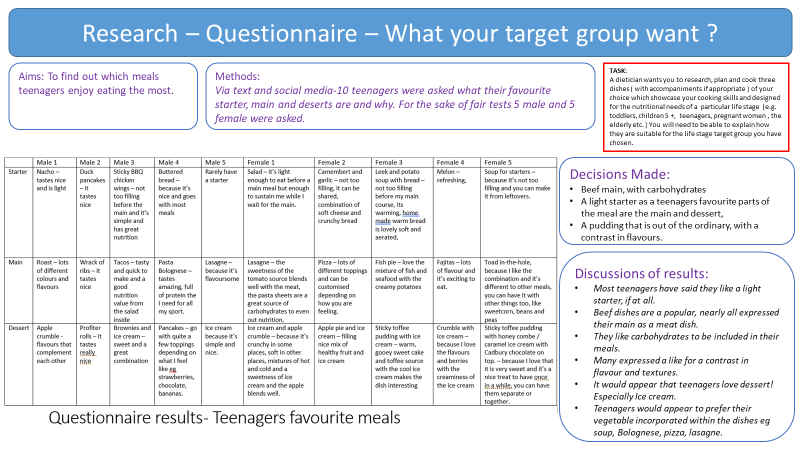 Research – Questionnaire – What your target group want ?
Aims: To find out which meals
teenagers enjoy eating the most.
Methods:
Via text and social media-10 teenagers were asked what their favourite
starter, main and deserts are and why. For the sake of fair tests 5 male and 5
female were asked.
TASK:
A dietician wants you to research, plan and cook three
dishes ( with accompaniments if appropriate ) of your
choice which showcase your cooking skills and designed
for the nutritional needs of a particular life stage (e.g.
toddlers, children 5 +, teenagers, pregnant women , the
elderly etc.) You will need to be able to explain how
they are suitable for the life stage target group you have
chosen.
Male 1 Male 2 Male 3 Male 4 Male 5 Female 1 Female 2 Female 3 Female 4 Female 5
Starter
Nacho –
tastes nice
and is light
Duck
pancakes
– it
tastes
nice
Sticky BBQ
chicken
wings – not
too filling
before the
main and it's
simple and
has great
nutrition
Buttered
bread –
because it's
nice and goes
with most
meals
Rarely have
a starter
Salad – it's light
enough to eat before a
main meal but enough
to sustain me while I
wait for the main.
Camembert and
garlic – not too
filling, it can be
shared,
combination of
soft cheese and
crunchy bread
Leek and potato
soup with bread –
not too filling
before my main
course, its
warming, home
made warm bread
is lovely soft and
aerated,
Melon –
refreshing,
Soup for starters –
because it's not too
filling and you can make
it from leftovers.
Main
Roast – lots
of different
colours and
flavours
Wrack of
ribs – it
tastes
nice
Tacos – tasty
and quick to
make and a
good
nutrition
value from
the salad
inside
Pasta
Bolognese –
tastes
amazing, full
of protein the
I need for all
my sport.
Lasagne –
because it's
flavoursome
Lasagne – the
sweetness of the
tomato source blends
well with the meat,
the pasta sheets are a
great source of
carbohydrates to even
out nutrition.
Pizza – lots of
different toppings
and can be
customised
depending on
how you are
feeling.
Fish pie – love the
mixture of fish and
seafood with the
creamy potatoes
Fajitas – lots
of flavour and
it's exciting to
eat.
Toad-in-the-hole,
because I like the
combination and it's
different to other meals,
you can have it with
other things too, like
sweetcorn, beans and
peas
Dessert
Apple
crumble -
flavours that
complement
each other
Profiter
rolls – it
tastes
really
nice
Brownies and
ice cream –
sweet and a
great
combination
Pancakes – go
with quite a
few toppings
depending on
what I feel
like eg
strawberries,
chocolate,
bananas.
Ice cream
because it's
simple and
nice.
Ice cream and apple
crumble – because it's
crunchy in some
places, soft in others,
mixtures of hot and
cold and a
sweetness of ice
cream and the apple
blends well.
Apple pie and ice
cream – filling
nice mix of
healthy fruit and
ice cream
Sticky toffee
pudding with ice
cream – warm,
gooey sweet cake
and toffee source
with the cool ice
cream makes the
dish interesting
Crumble with
ice cream –
because I love
the flavours
and berries
with the
creaminess of
the ice cream
Sticky toffee pudding
with honey combe /
caramel ice cream with
Cadbury chocolate on
top. – because I love that
it is very sweet and it's a
nice treat to have once
in a while, you can have
them separate or
together.
Questionnaire results- Teenagers favourite meals
Decisions Made:
• Beef main, with carbohydrates
• A light starter as a teenagers favourite parts of
the meal are the main and dessert,
• A pudding that is out of the ordinary, with a
contrast in flavours.
Discussions of results:
• Most teenagers have said they like a light
starter, if at all.
• Beef dishes are a popular, nearly all expressed
their main as a meat dish.
• They like carbohydrates to be included in their
meals.
• Many expressed a like for a contrast in
flavour and textures.
• It would appear that teenagers love dessert!
Especially Ice cream.
• Teenagers would appear to prefer their
vegetable incorporated within the dishes eg
soup, Bolognese, pizza, lasagne.